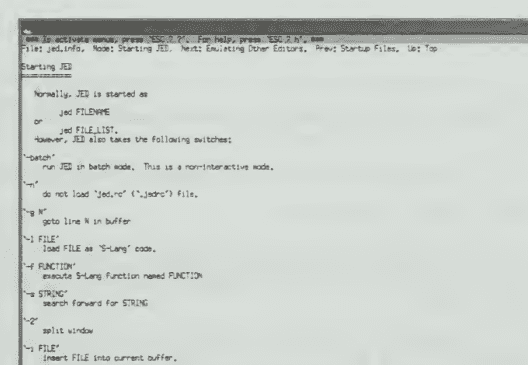 *** To activate menus, press `ESC ? ?'. For help, press `ESC ? h'. ***
File: jed.info, Node: Starting JED, Next: Emulating Other Editors, Prev: Startup Files, Up: Top
Starting JED
============
Normally, JED is started as
jed FILENAME
or
jed FILE_LIST.
However, JED also takes the following switches:
`-batch'
run JED in batch mode. This is a non-interactive mode.
`-n'
do not load `jed.rc' (`.jedrc') file.
`-g N'
goto line N in buffer
`-l FILE'
load FILE as `S-Lang' code.
`-f FUNCTION'
execute S-Lang function named FUNCTION
`-s STRING'
search forward for STRING
`-2'
split window
`-i FILE'
insert FILE into current buffer.